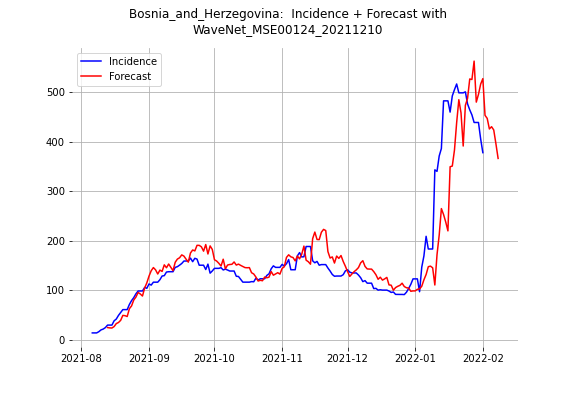 Bosnia_and_Herzegovina:  Incidence + Forecast with
WaveNet_MSE00124_20211210
Incidence
Forecast
500
400
300
200
100
0
2021-08 2021-09 2021-10 2021-11 2021-12 2022-01 2022-02